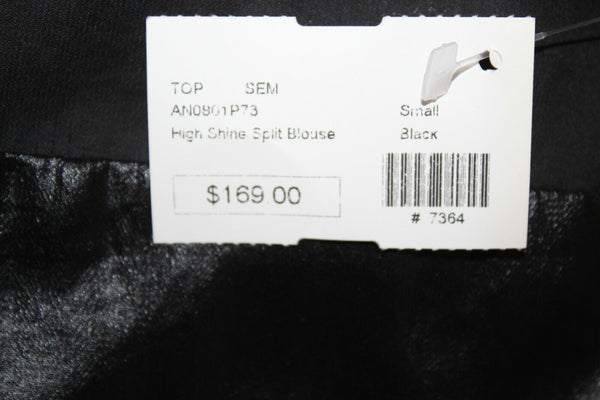 TOP SEM
AN0901P73 Small
High Shine Split Blouse Black
$169.00
# 7364